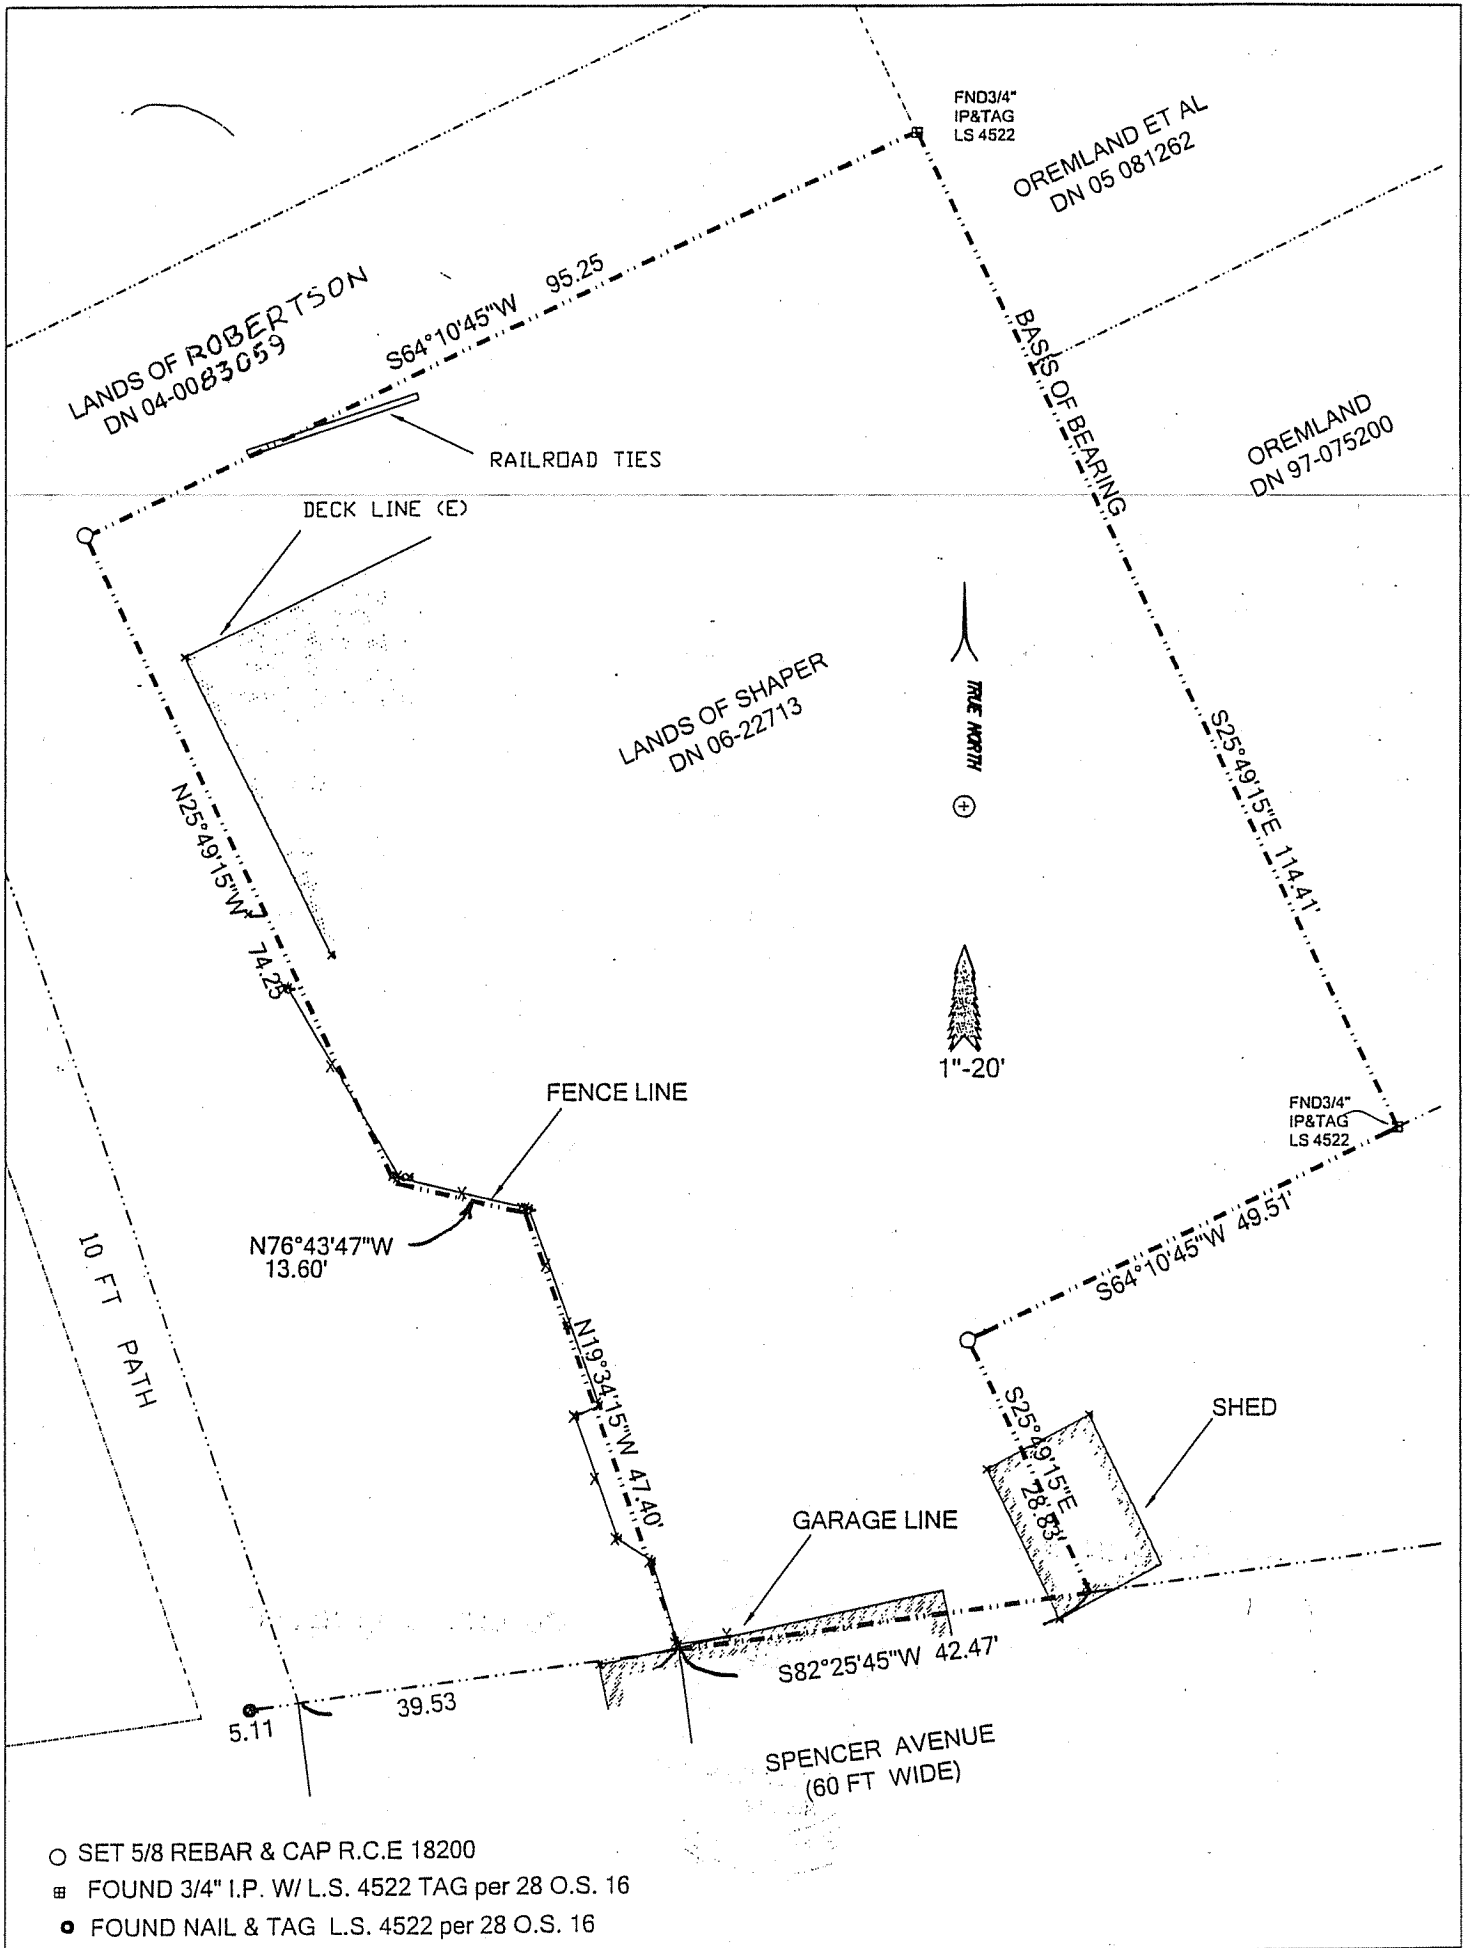 FND3/4"
IP&TAG
LS 4522
OREMLAND ET AL
DN 05 081262
S64°10'45"W 95.25
LANDS OF ROBERTSON
DN 04-0083059
RAILROAD TIES
BASIS OF BEARING
OREMLAND
DN 97-075200
DECK LINE (E)
LANDS OF SHAPER
DN 06-22713
TRUE NORTH
S25°49'15"E 114.41'
N25°49'15"W 74.25
1"-20'
FENCE LINE
FND3/4"
IP&TAG
LS 4522
N76°43'47"W
13.60'
S64°10'45"W 49.51'
10 FT PATH
N19°34'15"W 47.40'
S25°49'15"E
28.83'
SHED
GARAGE LINE
S82°25'45"W 42.47'
39.53
5.11
SPENCER AVENUE
(60 FT WIDE)
SET 5/8 REBAR & CAP R.C.E 18200
FOUND 3/4" I.P. W/ L.S. 4522 TAG per 28 O.S. 16
FOUND NAIL & TAG L.S. 4522 per 28 O.S. 16